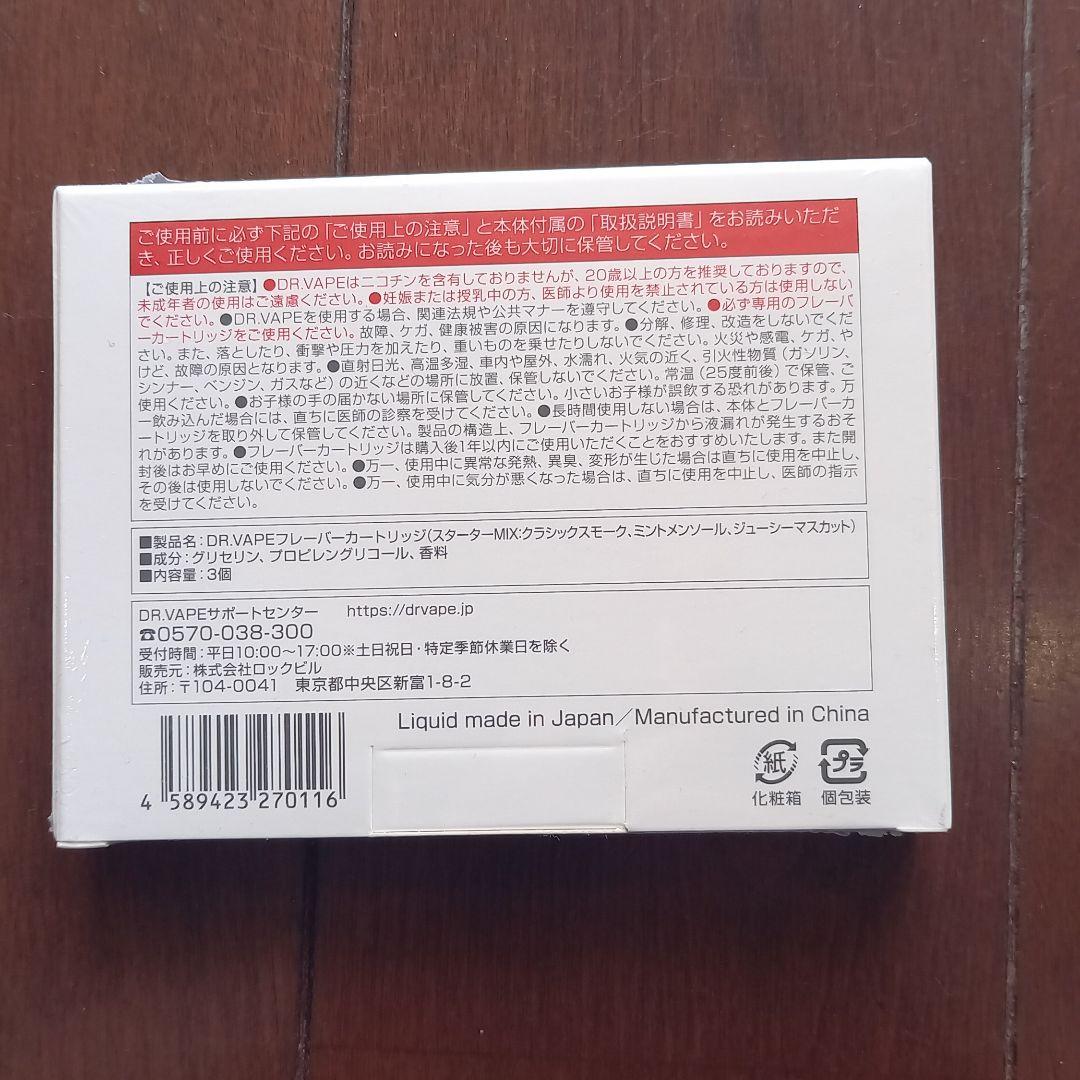 ご使用前に必ず下記の「ご使用上の注意」と本体付属の「取扱説明書」をお読みいただ
き、正しくご使用ください。お読みになった後も大切に保管してください。
【ご使用上の注意】●DR.VAPEはニコチンを含有しておりませんが、20歳以上の方を推奨しておりますので、
未成年者の使用はご遠慮ください。●妊娠または授乳中の方、医師より使用を禁止されている方は使用しない
でください。●DR.VAPEを使用する場合、関連法規や公共マナーを遵守してください。●必ず専用のフレーバ
ーカートリッジをご使用ください。故障、ケガ、健康被害の原因になります。●分解、修理、改造をしないでくだ
さい。また、落としたり、衝撃や圧力を加えたり、重いものを乗せたりしないでください。火災や感電、ケガ、や
けど、故障の原因となります。●直射日光、高温多湿、車内や屋外、水濡れ、火気の近く、引火性物質（ガソリン、
シンナー、ベンジン、ガスなど）の近くなどの場所に放置、保管しないでください。常温（25度前後）で保管、ご
使用ください。●お子様の手の届かない場所に保管してください。小さいお子様が誤飲する恐れがあります。万
一飲み込んだ場合には、直ちに医師の診察を受けてください。●長時間使用しない場合は、本体とフレーバーカ
ートリッジを取り外して保管してください。製品の構造上、フレーバーカートリッジから液漏れが発生するおそ
れがあります。●フレーバーカートリッジは購入後1年以内にご使用いただくことをおすすめいたします。また開
封後はお早めにご使用ください。●万一、使用中に異常な発熱、異臭、変形が生じた場合は直ちに使用を中止し、
その後は使用しないでください。●万一、使用中に気分が悪くなった場合は、直ちに使用を中止し、医師の指示
を受けてください。
■製品名：DR.VAPEフレーバーカートリッジ（スターターMIX：クラシックスモーク、ミントメンソール、ジューシーマスカット）
■成分：グリセリン、プロピレングリコール、香料
■内容量：3個
DR.VAPEサポートセンター https://drvape.jp
☎0570-038-300
受付時間：平日10:00～17:00※土日祝日・特定季節休業日を除く
販売元：株式会社ロックビル
住所：〒104-0041 東京都中央区新富1-8-2
Liquid made in Japan／Manufactured in China
4 589423 270116
紙 プラ
化粧箱 個包装